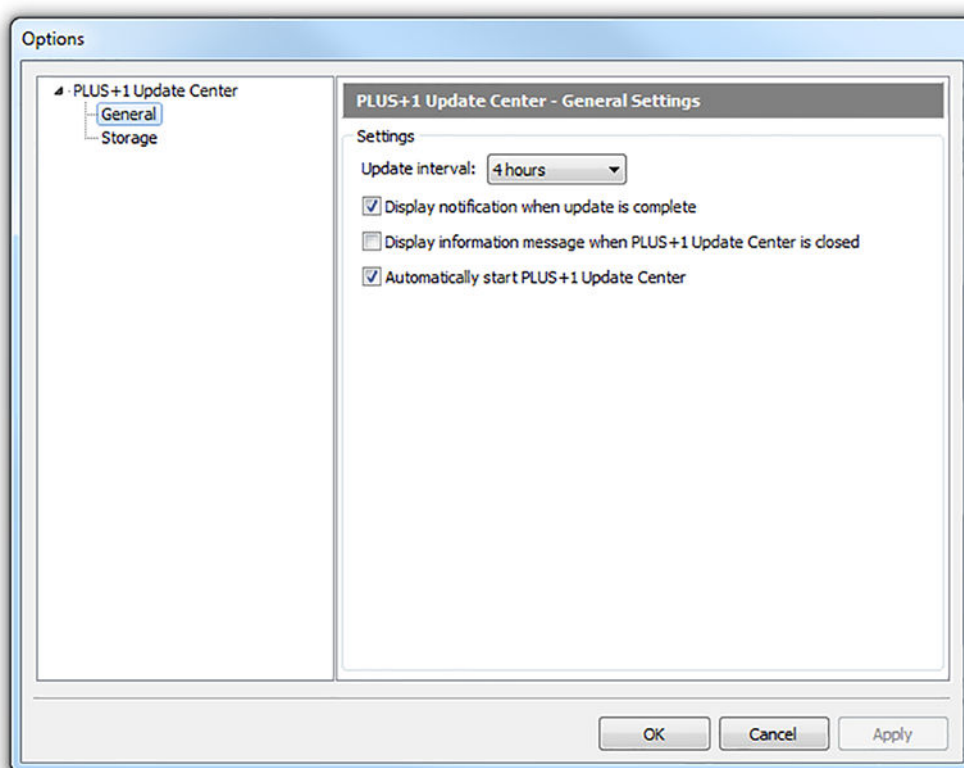 Options
PLUS+1 Update Center
General
Storage
PLUS+1 Update Center - General Settings
Settings
Update interval: 4 hours
Display notification when update is complete
Display information message when PLUS+1 Update Center is closed
Automatically start PLUS+1 Update Center
OK Cancel Apply